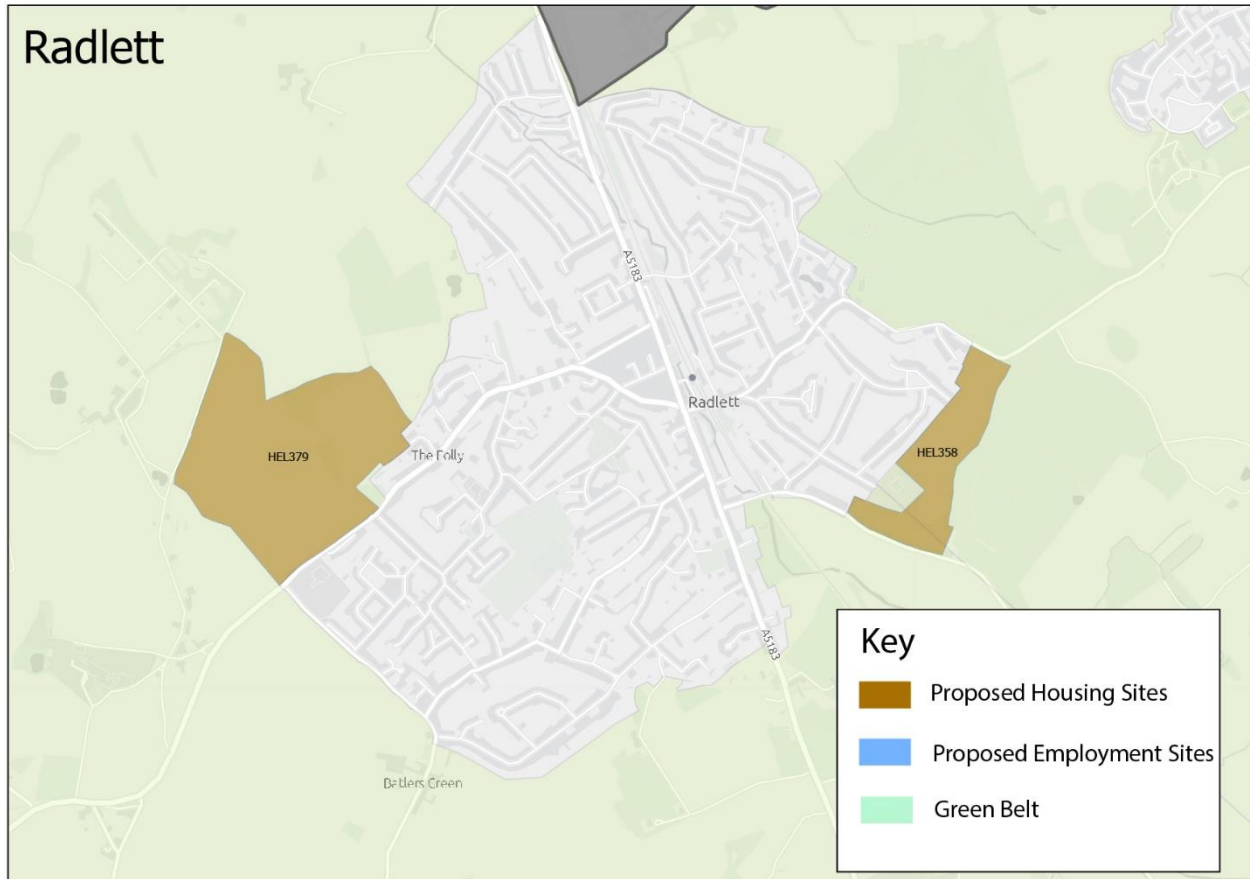 Radlett
A5183
Radlett
HEL379
The Folly
HEL358
A5183
Batlers Green
Key
Proposed Housing Sites
Proposed Employment Sites
Green Belt